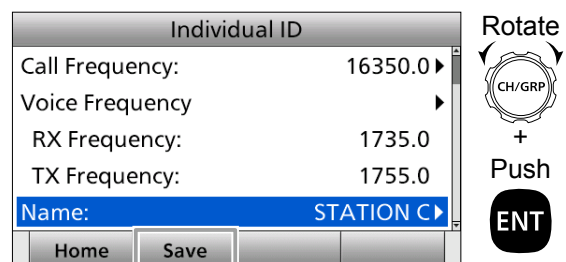 Individual ID
Rotate
Call Frequency: 16350.0
CH/GRP
Voice Frequency
RX Frequency: 1735.0
+
TX Frequency: 1755.0
Push
Name: STATION C
ENT
Home Save